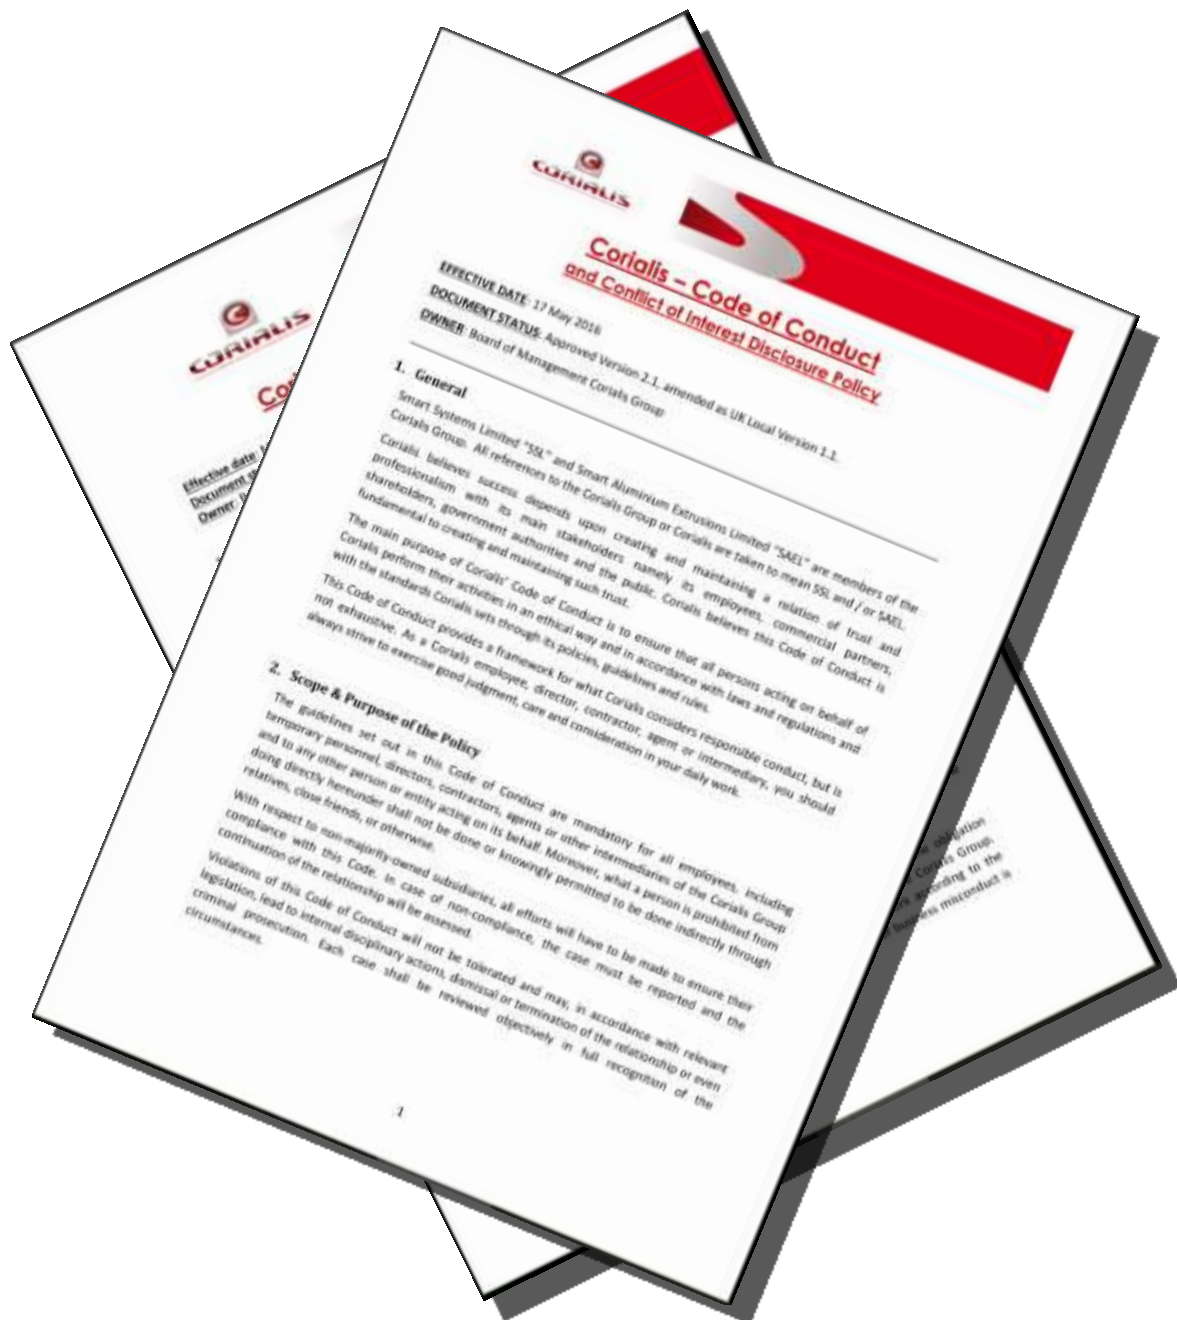 CORIALIS
Corialis – Code of Conduct
and Conflict of Interest Disclosure Policy
EFFECTIVE DATE: 17 May 2016
DOCUMENT STATUS: Approved Version 2.1, amended as UK Local Version 1.1.
OWNER: Board of Management Corialis Group
1. General
Smart Systems Limited "SSL" and Smart Aluminium Extrusions Limited "SAEL" are members of the
Corialis Group. All references to the Corialis Group or Corialis are taken to mean SSL and / or SAEL.
Corialis. believes success depends upon creating and maintaining a relation of trust and
professionalism with its main stakeholders namely its employees, commercial partners,
shareholders, government authorities and the public. Corialis believes this Code of Conduct is
fundamental to creating and maintaining such trust.
The main purpose of Corialis' Code of Conduct is to ensure that all persons acting on behalf of
Corialis perform their activities in an ethical way and in accordance with laws and regulations and
with the standards Corialis sets through its policies, guidelines and rules.
This Code of Conduct provides a framework for what Corialis considers responsible conduct, but is
not exhaustive. As a Corialis employee, director, contractor, agent or intermediary, you should
always strive to exercise good judgment, care and consideration in your daily work.
2. Scope & Purpose of the Policy
The guidelines set out in this Code of Conduct are mandatory for all employees, including
temporary personnel, directors, contractors, agents or other intermediaries of the Corialis Group
and to any other person or entity acting on its behalf. Moreover, what a person is prohibited from
doing directly hereunder shall not be done or knowingly permitted to be done indirectly through
relatives, close friends, or otherwise.
With respect to non-majority-owned subsidiaries, all efforts will have to be made to ensure their
compliance with this Code. In case of non-compliance, the case must be reported and the
continuation of the relationship will be assessed.
Violations of this Code of Conduct will not be tolerated and may, in accordance with relevant
legislation, lead to internal disciplinary actions, dismissal or termination of the relationship or even
criminal prosecution. Each case shall be reviewed objectively in full recognition of the
circumstances.
1
CORIALIS
Effective date:
Owner:
obligation
Corialis Group.
according to the
business misconduct is